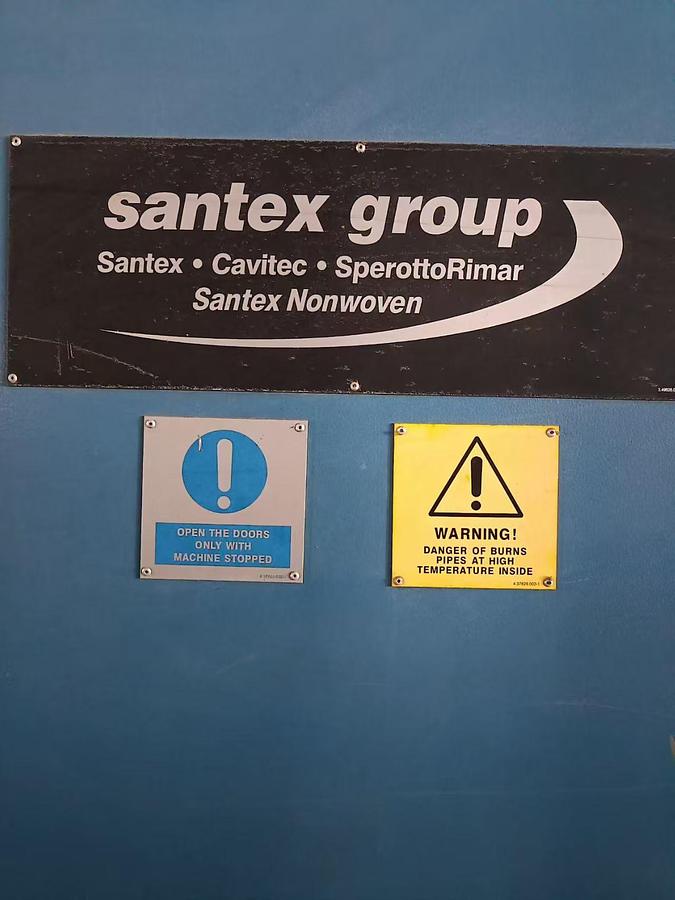 santex group
Santex • Cavitec • SperottoRimar
Santex Nonwoven
OPEN THE DOORS
ONLY WITH
MACHINE STOPPED
WARNING!
DANGER OF BURNS
PIPES AT HIGH
TEMPERATURE INSIDE